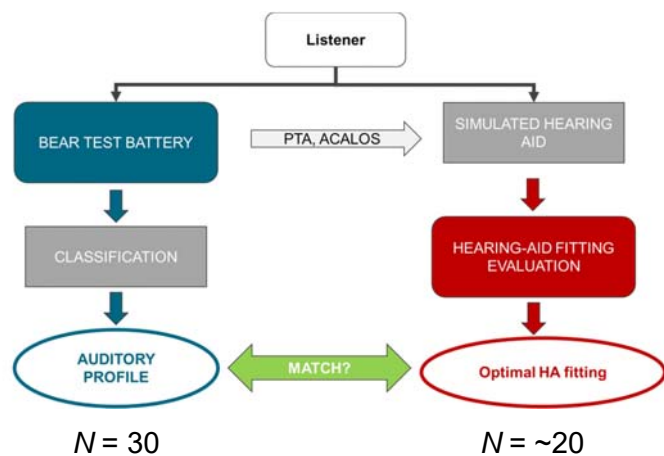 Listener
BEAR TEST BATTERY
PTA, ACALOS
SIMULATED HEARING
AID
CLASSIFICATION
HEARING-AID FITTING
EVALUATION
AUDITORY
PROFILE
MATCH?
Optimal HA fitting
N = 30
N = ~20